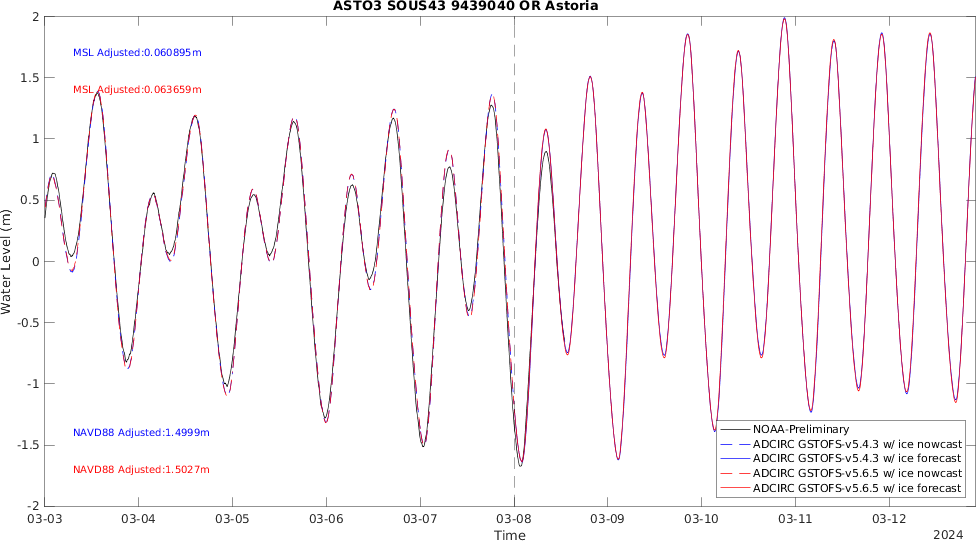 ASTO3 SOUS43 9439040 OR Astoria
2
1.5
1
0.5
0
-0.5
-1
-1.5
-2
Water Level (m)
MSL Adjusted:0.060895m
MSL Adjusted:0.063659m
NAVD88 Adjusted:1.4999m
NAVD88 Adjusted:1.5027m
NOAA-Preliminary
ADCIRC GSTOFS-v5.4.3 w/ ice nowcast
ADCIRC GSTOFS-v5.4.3 w/ ice forecast
ADCIRC GSTOFS-v5.6.5 w/ ice nowcast
ADCIRC GSTOFS-v5.6.5 w/ ice forecast
03-03 03-04 03-05 03-06 03-07 03-08 03-09 03-10 03-11 03-12
Time
2024